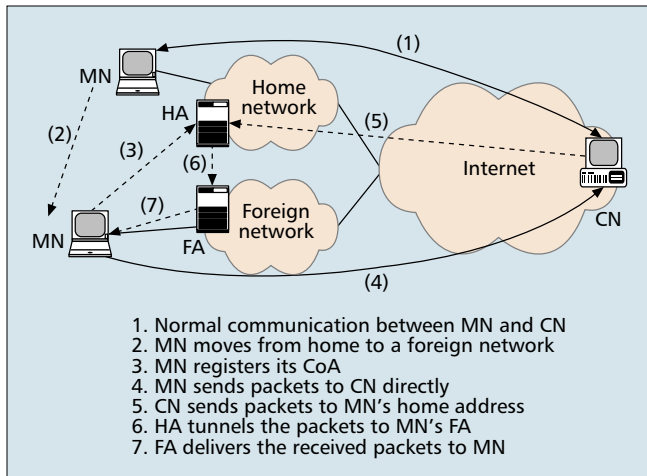 (1)
MN
Home
network
HA
(2)
(3)
(5)
(6)
Internet
(7)
Foreign
network
MN
FA
CN
(4)
1. Normal communication between MN and CN
2. MN moves from home to a foreign network
3. MN registers its CoA
4. MN sends packets to CN directly
5. CN sends packets to MN's home address
6. HA tunnels the packets to MN's FA
7. FA delivers the received packets to MN